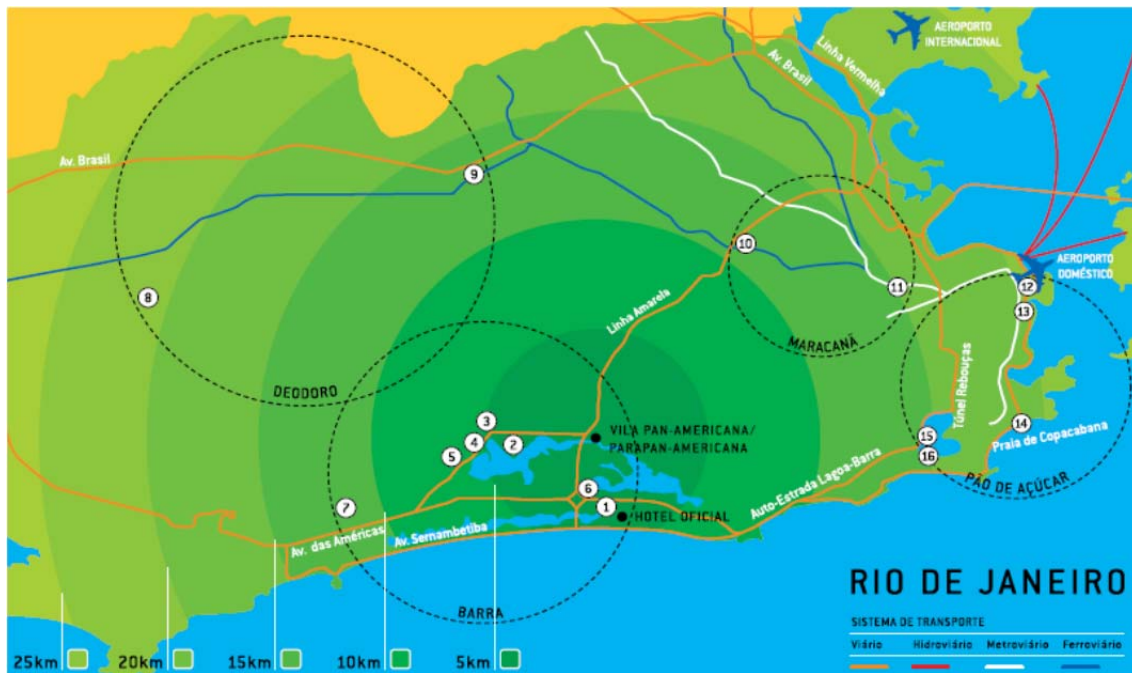 AEROPORTO
INTERNACIONAL
Linha Vermelha
Av. Brasil
Av. Brasil
9
10
AEROPORTO
DOMÉSTICO
8
11
12
13
Linha Amarela
MARACANÃ
DEODORO
Túnel Rebouças
3
VILA PAN-AMERICANA/
PARAPAN-AMERICANA
4
2
5
14
15
16
Praia de Copacabana
PÃO DE AÇÚCAR
6
7
1
HOTEL OFICIAL
Auto-Estrada Lagoa-Barra
Av. das Américas
Av. Sernambetiba
BARRA
RIO DE JANEIRO
SISTEMA DE TRANSPORTE
Viário Hidroviário Metroviário Ferroviário
25km 20km 15km 10km 5km